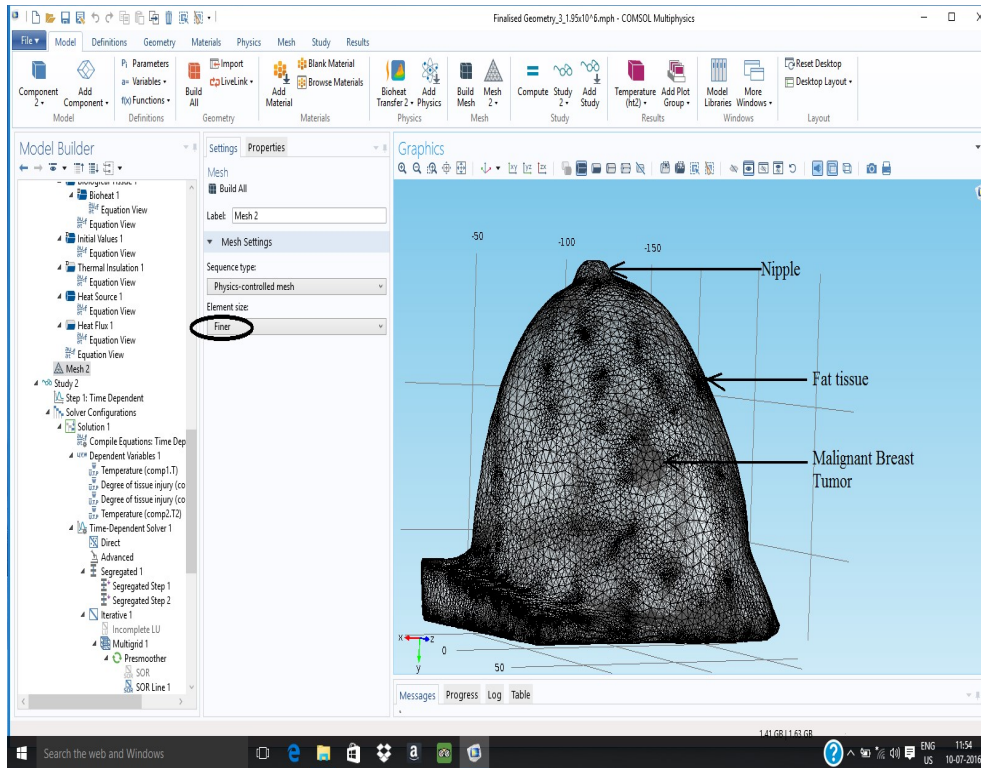 Finalised Geometry_3_1.95x10^6.mph - COMSOL Multiphysics
File Model Definitions Geometry Materials Physics Mesh Study Results
Component 2
Add Component
Model
Pi Parameters
a= Variables
f(x) Functions
Definitions
Build All
Import
LiveLink
Geometry
Add Material
Blank Material
Browse Materials
Materials
Bioheat Transfer 2
Add Physics
Physics
Build Mesh
Mesh 2
Mesh
Compute
Study 2
Add Study
Study
Temperature (ht2)
Add Plot Group
Results
Model Libraries
More Windows
Windows
Reset Desktop
Desktop Layout
Layout
Model Builder
Biological Tissue 1
Bioheat 1
Equation View
Equation View
Initial Values 1
Equation View
Thermal Insulation 1
Equation View
Heat Source 1
Equation View
Heat Flux 1
Equation View
Equation View
Mesh 2
Study 2
Step 1: Time Dependent
Solver Configurations
Solution 1
Compile Equations: Time Dep
Dependent Variables 1
Temperature (comp1.T)
Degree of tissue injury (co
Degree of tissue injury (co
Temperature (comp2.T2)
Time-Dependent Solver 1
Direct
Advanced
Segregated 1
Segregated Step 1
Segregated Step 2
Iterative 1
Incomplete LU
Multigrid 1
Presmoother
SOR
SOR Line 1
Settings Properties
Mesh
Build All
Label: Mesh 2
Mesh Settings
Sequence type:
Physics-controlled mesh
Element size:
Finer
Graphics
xy yz zx
-50
-100
-150
Nipple
Fat tissue
Malignant Breast
Tumor
x z
y
0
50
Messages Progress Log Table
1.41 GB | 1.63 GB
Search the web and Windows
a
ENG
US
11:54
10-07-2016